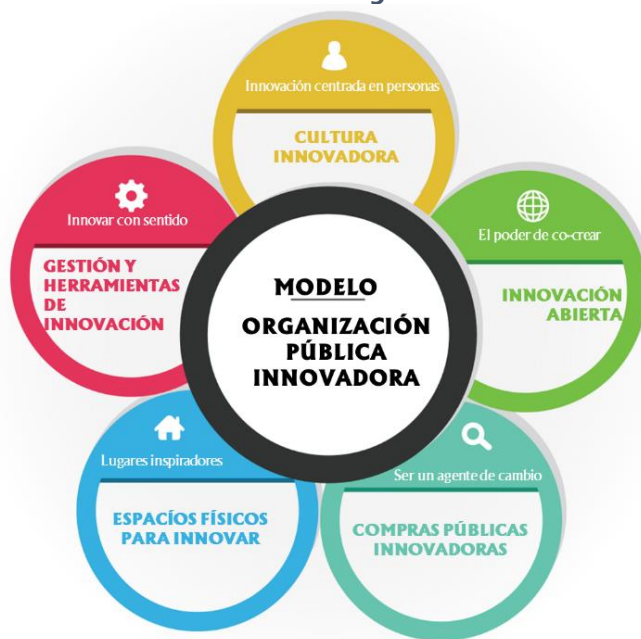 Innovación centrada en personas
CULTURA
INNOVADORA
Innovar con sentido
GESTIÓN Y
HERRAMIENTAS
DE
INNOVACIÓN
El poder de co-crear
INNOVACIÓN
ABIERTA
MODELO
ORGANIZACIÓN
PÚBLICA
INNOVADORA
Lugares inspiradores
ESPACÍOS FÍSICOS
PARA INNOVAR
Ser un agente de cambio
COMPRAS PÚBLICAS
INNOVADORAS